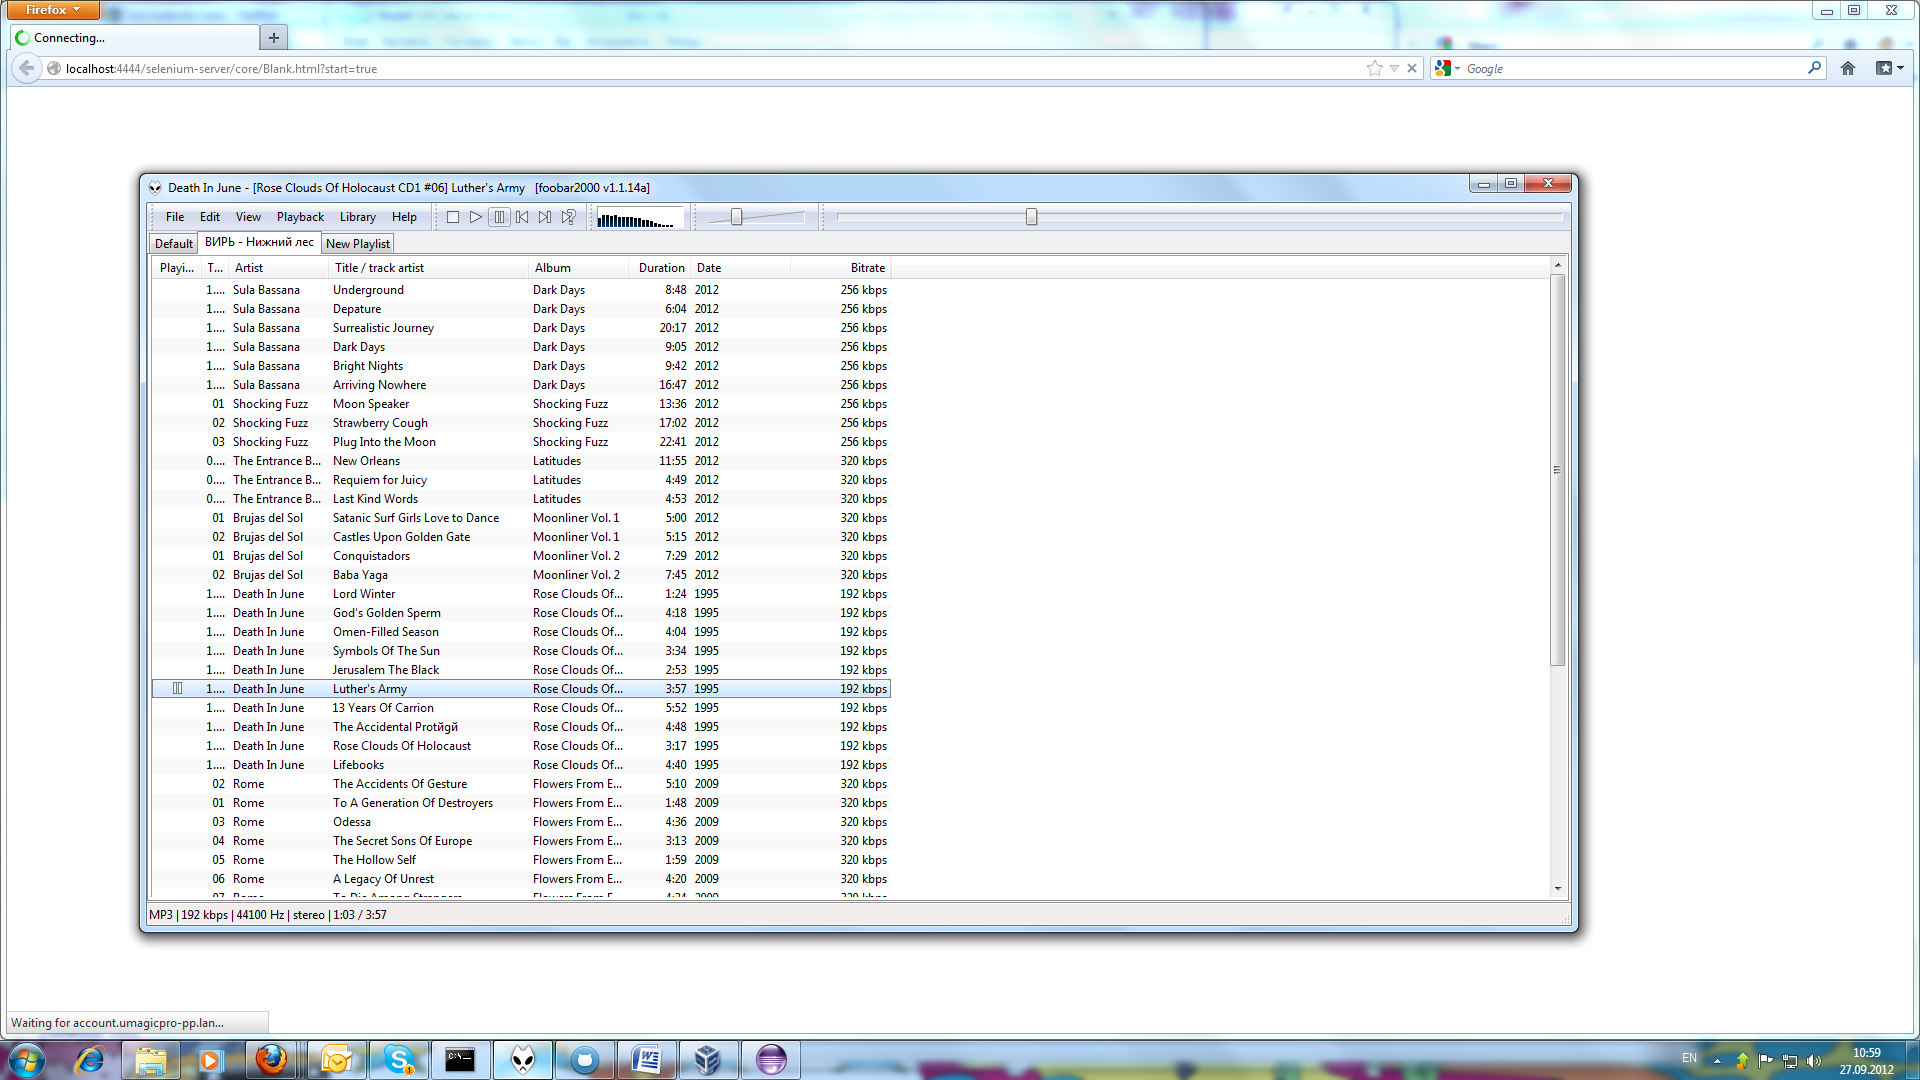 Firefox
Connecting...
localhost:4444/selenium-server/core/Blank.html?start=true
Google
Death In June - [Rose Clouds Of Holocaust CD1 #06] Luther's Army [foobar2000 v1.1.14a]
File Edit View Playback Library Help
Default ВИРЬ - Нижний лес New Playlist
Playi... T... Artist Title / track artist Album Duration Date Bitrate
1.... Sula Bassana Underground Dark Days 8:48 2012 256 kbps
1.... Sula Bassana Depature Dark Days 6:04 2012 256 kbps
1.... Sula Bassana Surrealistic Journey Dark Days 20:17 2012 256 kbps
1.... Sula Bassana Dark Days Dark Days 9:05 2012 256 kbps
1.... Sula Bassana Bright Nights Dark Days 9:42 2012 256 kbps
1.... Sula Bassana Arriving Nowhere Dark Days 16:47 2012 256 kbps
01 Shocking Fuzz Moon Speaker Shocking Fuzz 13:36 2012 256 kbps
02 Shocking Fuzz Strawberry Cough Shocking Fuzz 17:02 2012 256 kbps
03 Shocking Fuzz Plug Into the Moon Shocking Fuzz 22:41 2012 256 kbps
0.... The Entrance B... New Orleans Latitudes 11:55 2012 320 kbps
0.... The Entrance B... Requiem for Juicy Latitudes 4:49 2012 320 kbps
0.... The Entrance B... Last Kind Words Latitudes 4:53 2012 320 kbps
01 Brujas del Sol Satanic Surf Girls Love to Dance Moonliner Vol. 1 5:00 2012 320 kbps
02 Brujas del Sol Castles Upon Golden Gate Moonliner Vol. 1 5:15 2012 320 kbps
01 Brujas del Sol Conquistadors Moonliner Vol. 2 7:29 2012 320 kbps
02 Brujas del Sol Baba Yaga Moonliner Vol. 2 7:45 2012 320 kbps
1.... Death In June Lord Winter Rose Clouds Of... 1:24 1995 192 kbps
1.... Death In June God's Golden Sperm Rose Clouds Of... 4:18 1995 192 kbps
1.... Death In June Omen-Filled Season Rose Clouds Of... 4:04 1995 192 kbps
1.... Death In June Symbols Of The Sun Rose Clouds Of... 3:34 1995 192 kbps
1.... Death In June Jerusalem The Black Rose Clouds Of... 2:53 1995 192 kbps
1.... Death In June Luther's Army Rose Clouds Of... 3:57 1995 192 kbps
1.... Death In June 13 Years Of Carrion Rose Clouds Of... 5:52 1995 192 kbps
1.... Death In June The Accidental Protйgй Rose Clouds Of... 4:48 1995 192 kbps
1.... Death In June Rose Clouds Of Holocaust Rose Clouds Of... 3:17 1995 192 kbps
1.... Death In June Lifebooks Rose Clouds Of... 4:40 1995 192 kbps
02 Rome The Accidents Of Gesture Flowers From E... 5:10 2009 320 kbps
01 Rome To A Generation Of Destroyers Flowers From E... 1:48 2009 320 kbps
03 Rome Odessa Flowers From E... 4:36 2009 320 kbps
04 Rome The Secret Sons Of Europe Flowers From E... 3:13 2009 320 kbps
05 Rome The Hollow Self Flowers From E... 1:59 2009 320 kbps
06 Rome A Legacy Of Unrest Flowers From E... 4:20 2009 320 kbps
07 Rome To Die Among Strangers Flowers From E... 4:34 2009 320 kbps
MP3 | 192 kbps | 44100 Hz | stereo | 1:03 / 3:57
Waiting for account.umagicpro-pp.lan...
C:\_
1
EN
10:59
27.09.2012